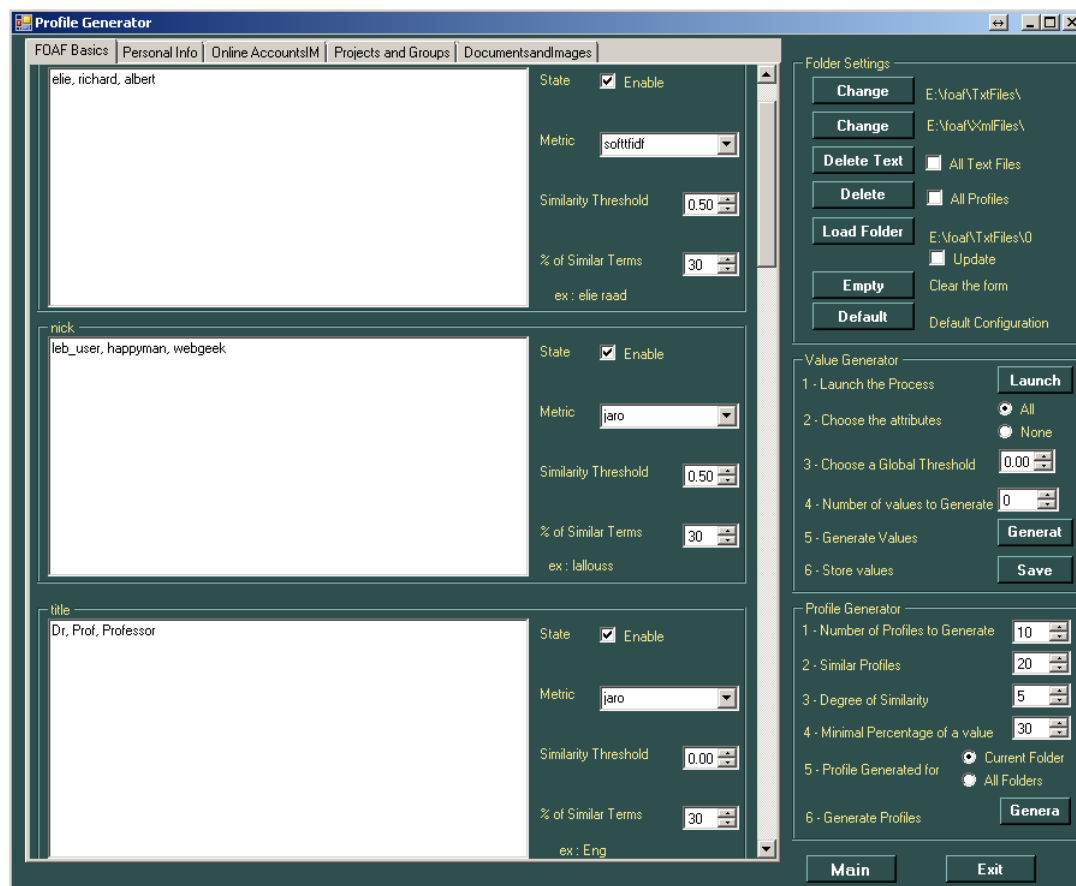 Profile Generator
FOAF Basics Personal Info Online AccountsIM Projects and Groups DocumentsandImages
elie, richard, albert
State Enable
Metric softtfidf
Similarity Threshold 0.50
% of Similar Terms 30
ex : elie raad
nick
leb_user, happyman, webgeek
State Enable
Metric jaro
Similarity Threshold 0.50
% of Similar Terms 30
ex : lallouss
title
Dr, Prof, Professor
State Enable
Metric jaro
Similarity Threshold 0.00
% of Similar Terms 30
ex : Eng
Folder Settings
Change E:\foaf\TxtFiles\
Change E:\foaf\XmlFiles\
Delete Text All Text Files
Delete All Profiles
Load Folder E:\foaf\TxtFiles\0
Update
Empty Clear the form
Default Default Configuration
Value Generator
1 - Launch the Process Launch
2 - Choose the attributes All
None
3 - Choose a Global Threshold 0.00
4 - Number of values to Generate 0
5 - Generate Values Generat
6 - Store values Save
Profile Generator
1 - Number of Profiles to Generate 10
2 - Similar Profiles 20
3 - Degree of Similarity 5
4 - Minimal Percentage of a value 30
5 - Profile Generated for Current Folder
All Folders
6 - Generate Profiles Genera
Main Exit